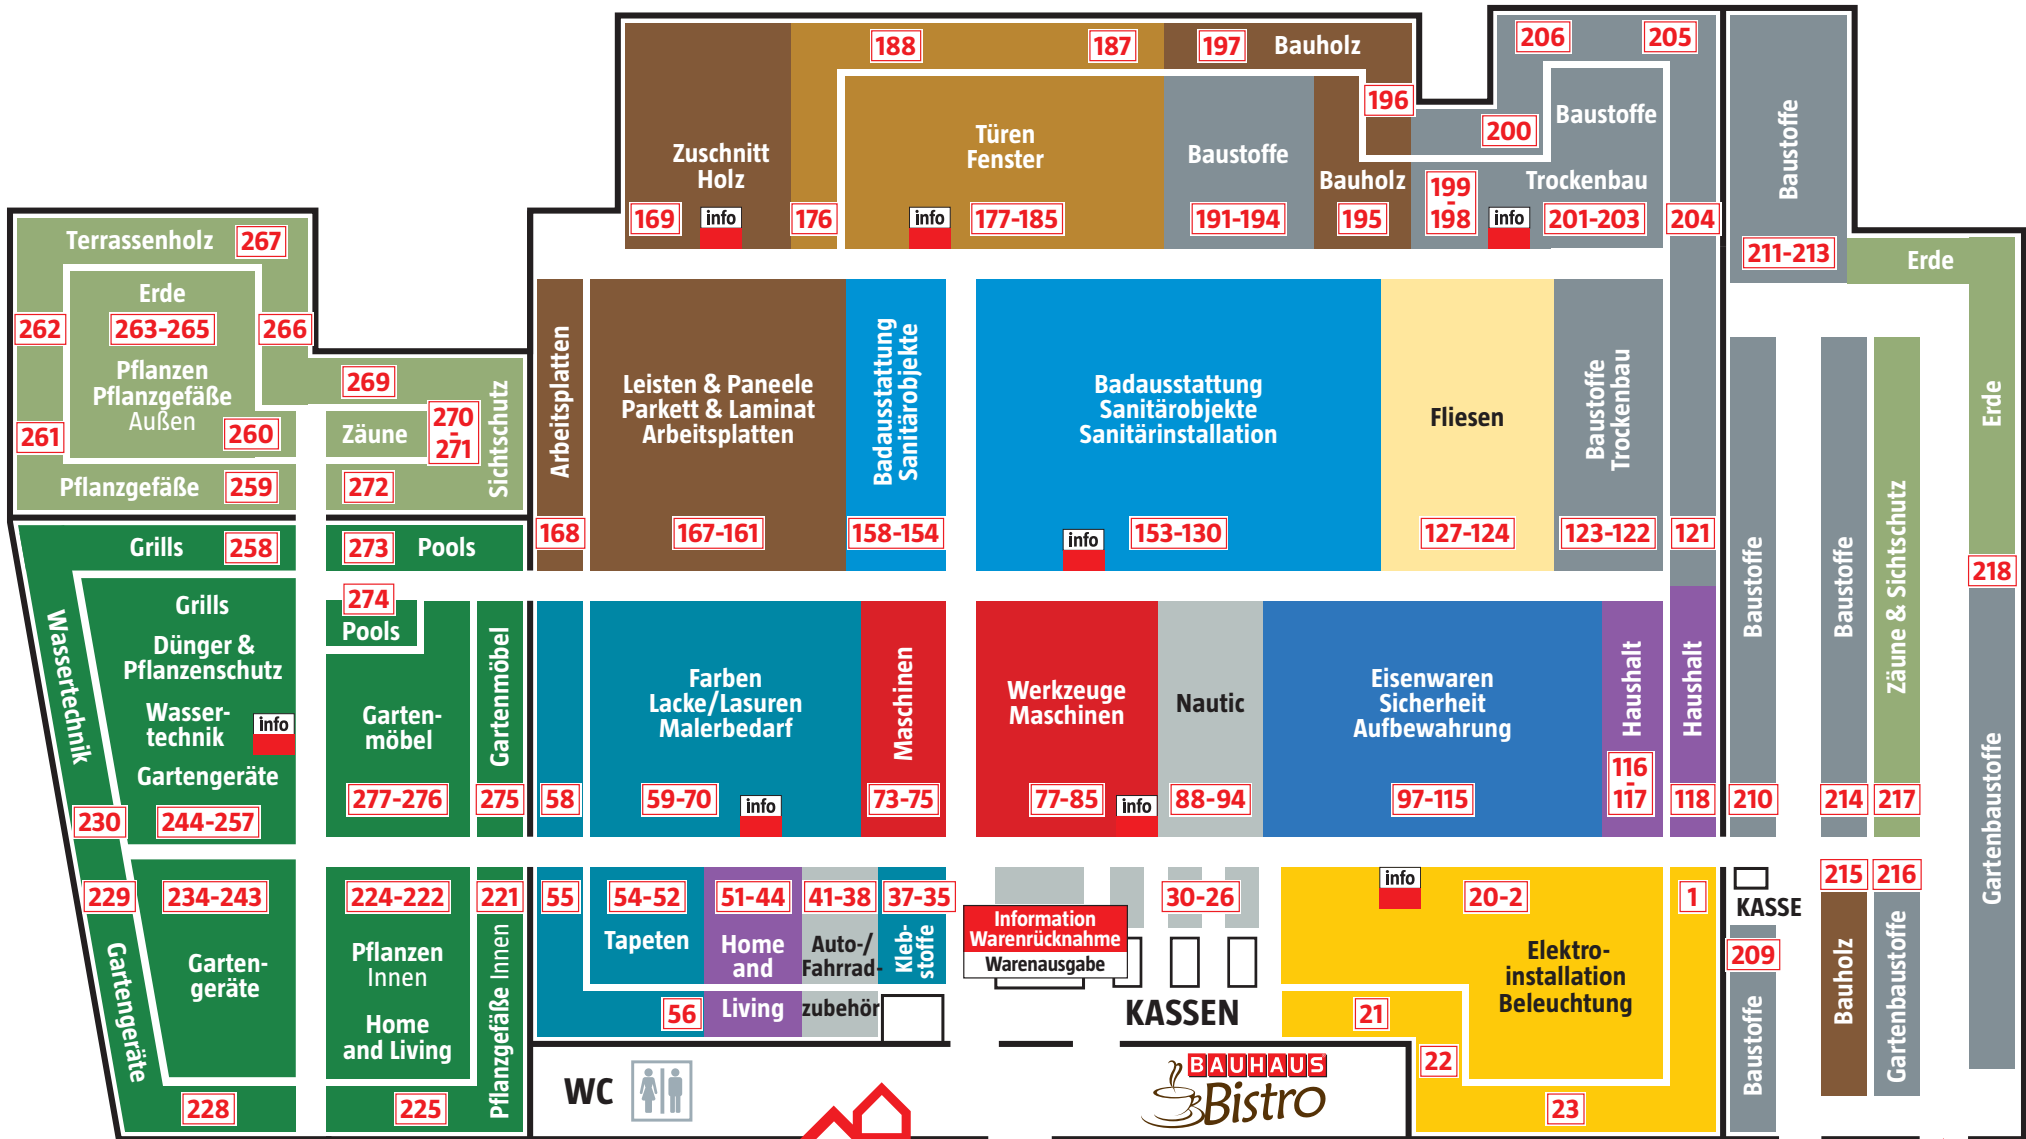 188
187
197
Bauholz
206
205
196
200
Baustoffe
Baustoffe
Zuschnitt
Holz
Türen
Fenster
Baustoffe
Bauholz
Trockenbau
169
info
176
info
177-185
191-194
195
199
-
198
info
201-203
204
211-213
Erde
Terrassenholz
267
Erde
262
263-265
266
Pflanzen
Pflanzgefäße
Außen
261
260
269
Zäune
270
-
271
Sichtschutz
Pflanzgefäße
259
272
Arbeitsplatten
Leisten & Paneele
Parkett & Laminat
Arbeitsplatten
Badausstattung
Sanitärobjekte
Badausstattung
Sanitärobjekte
Sanitärinstallation
Fliesen
Baustoffe
Trockenbau
Erde
168
167-161
158-154
info
153-130
127-124
123-122
121
Grills
258
273
Pools
274
Pools
Wassertechnik
Grills
Dünger &
Pflanzenschutz
Wasser-
technik
info
Gartengeräte
244-257
230
Garten-
möbel
277-276
Gartenmöbel
275
58
Farben
Lacke/Lasuren
Malerbedarf
59-70
info
Maschinen
73-75
Werkzeuge
Maschinen
77-85
info
Nautic
88-94
Eisenwaren
Sicherheit
Aufbewahrung
97-115
Haushalt
116
-
117
Haushalt
118
Baustoffe
210
Baustoffe
214
Zäune & Sichtschutz
217
218
Gartenbaustoffe
229
234-243
224-222
221
55
54-52
51-44
41-38
37-35
30-26
info
20-2
1
KASSE
215
216
Gartengeräte
Garten-
geräte
Pflanzen
Innen
Home
and Living
Pflanzgefäße Innen
Tapeten
Home
and
Living
Auto-/
Fahrrad-
zubehör
Kleb-
stoffe
Information
Warenrücknahme
Warenausgabe
KASSEN
Elektro-
installation
Beleuchtung
209
Baustoffe
Bauholz
Gartenbaustoffe
56
21
22
23
228
225
WC
BAUHAUS
Bistro